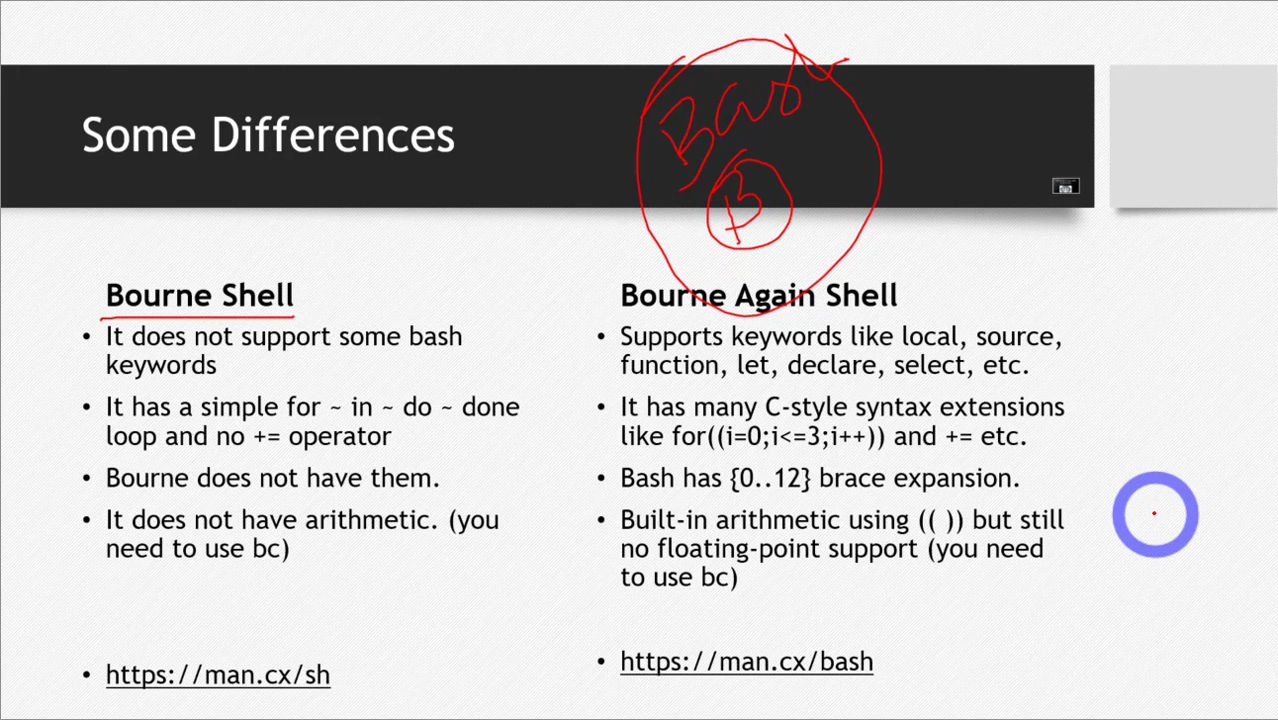 Some Differences
Bash
B
Bourne Shell
• It does not support some bash
keywords
• It has a simple for ~ in ~ do ~ done
loop and no += operator
• Bourne does not have them.
• It does not have arithmetic. (you
need to use bc)
• https://man.cx/sh
Bourne Again Shell
• Supports keywords like local, source,
function, let, declare, select, etc.
• It has many C-style syntax extensions
like for((i=0;i<=3;i++)) and += etc.
• Bash has {0..12} brace expansion.
• Built-in arithmetic using (( )) but still
no floating-point support (you need
to use bc)
• https://man.cx/bash